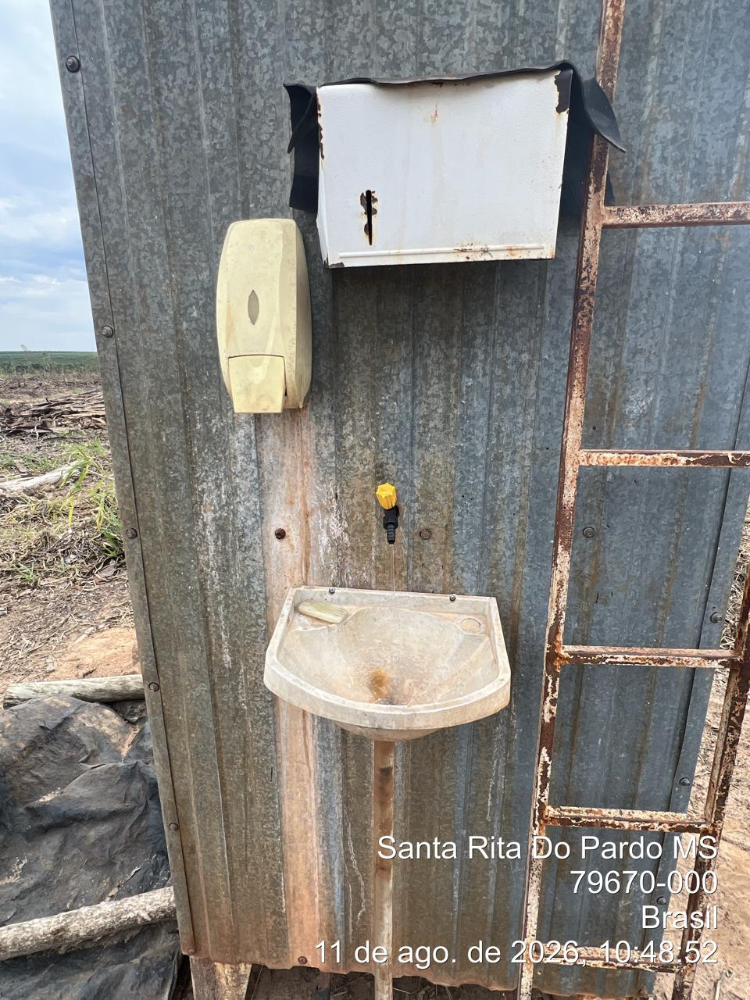 Santa Rita Do Pardo MS
79670-000
Brasil
11 de ago. de 2026, 10:48:52